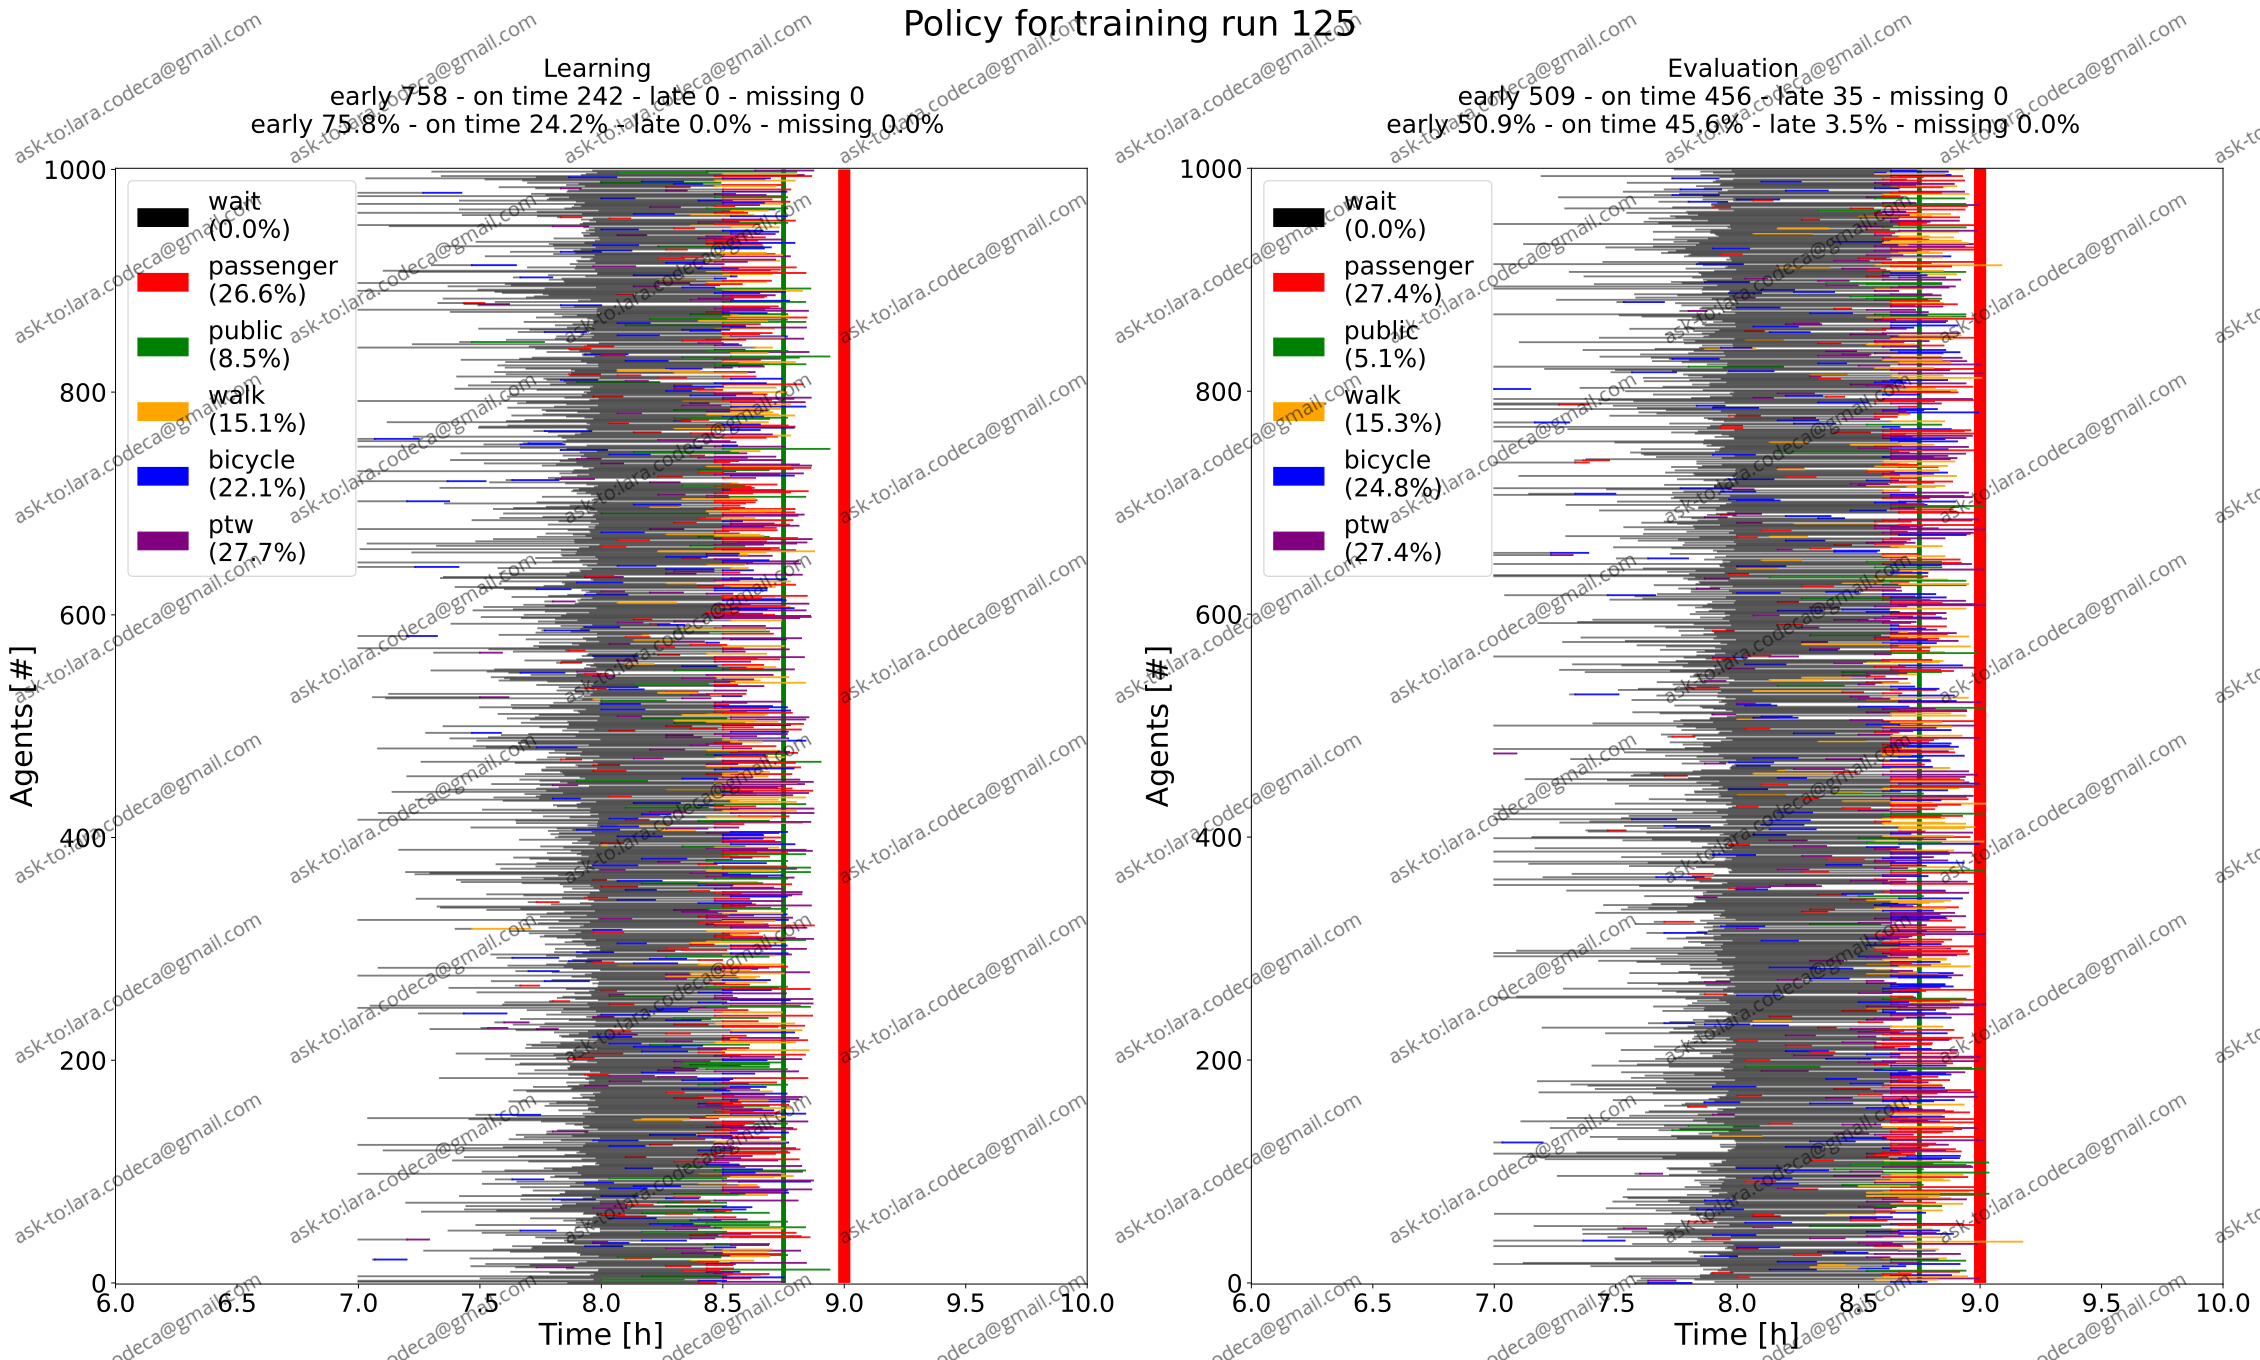 Policy for training run 125
Learning
early 758 - on time 242 - late 0 - missing 0
early 75.8% - on time 24.2% - late 0.0% - missing 0.0%
1000
800
600
400
200
0
Agents [#]
wait
(0.0%)
passenger
(26.6%)
public
(8.5%)
walk
(15.1%)
bicycle
(22.1%)
ptw
(27.7%)
6.0 6.5 7.0 7.5 8.0 8.5 9.0 9.5 10.0
Time [h]
Evaluation
early 509 - on time 456 - late 35 - missing 0
early 50.9% - on time 45.6% - late 3.5% - missing 0.0%
1000
800
600
400
200
0
Agents [#]
wait
(0.0%)
passenger
(27.4%)
public
(5.1%)
walk
(15.3%)
bicycle
(24.8%)
ptw
(27.4%)
6.0 6.5 7.0 7.5 8.0 8.5 9.0 9.5 10.0
Time [h]
ask-to:lara.codeca@gmail.com